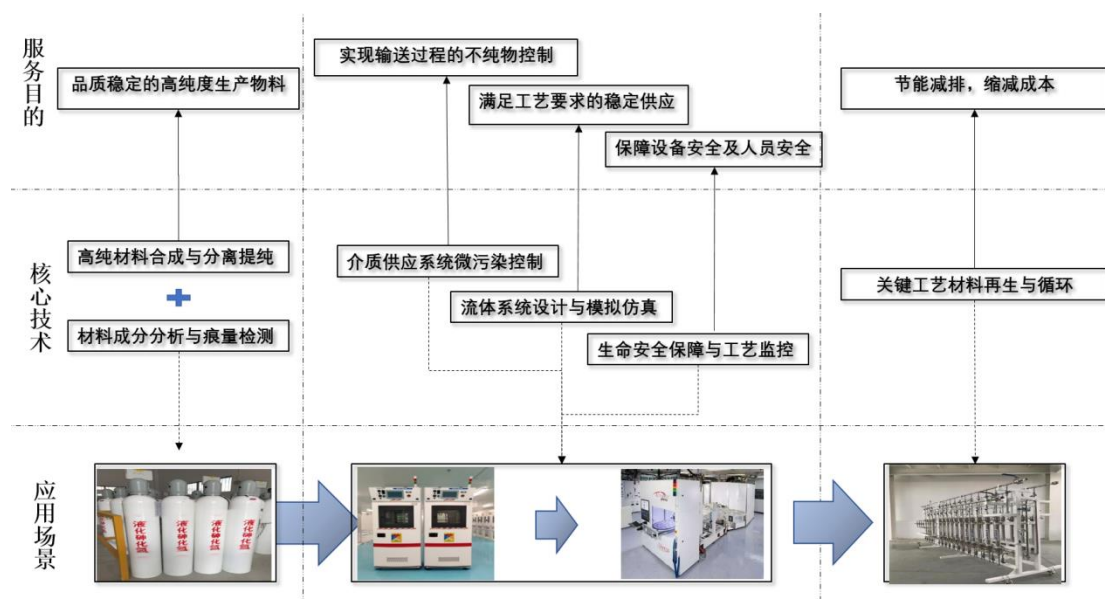 服务目的
实现输送过程的不纯物控制
品质稳定的高纯度生产物料
满足工艺要求的稳定供应
节能减排，缩减成本
保障设备安全及人员安全
核心技术
高纯材料合成与分离提纯
介质供应系统微污染控制
关键工艺材料再生与循环
材料成分分析与痕量检测
流体系统设计与模拟仿真
生命安全保障与工艺监控
应用场景
液化砷化氢
液化砷化氢
液化砷化氢
液化砷化氢